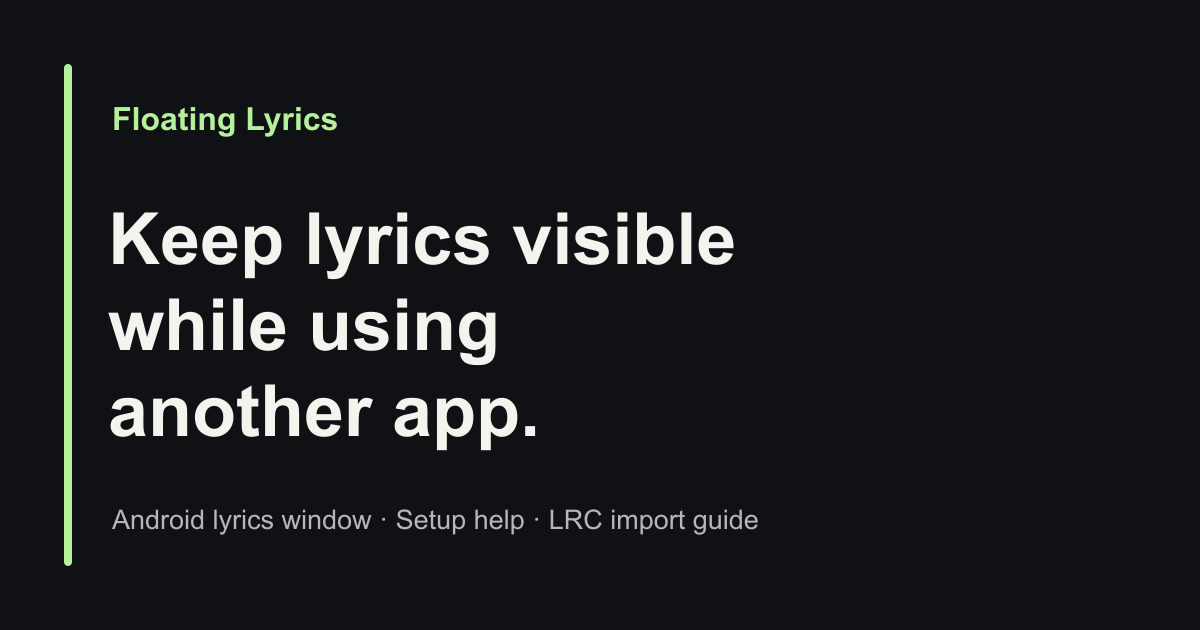 Floating Lyrics
Keep lyrics visible
while using
another app.
Android lyrics window · Setup help · LRC import guide